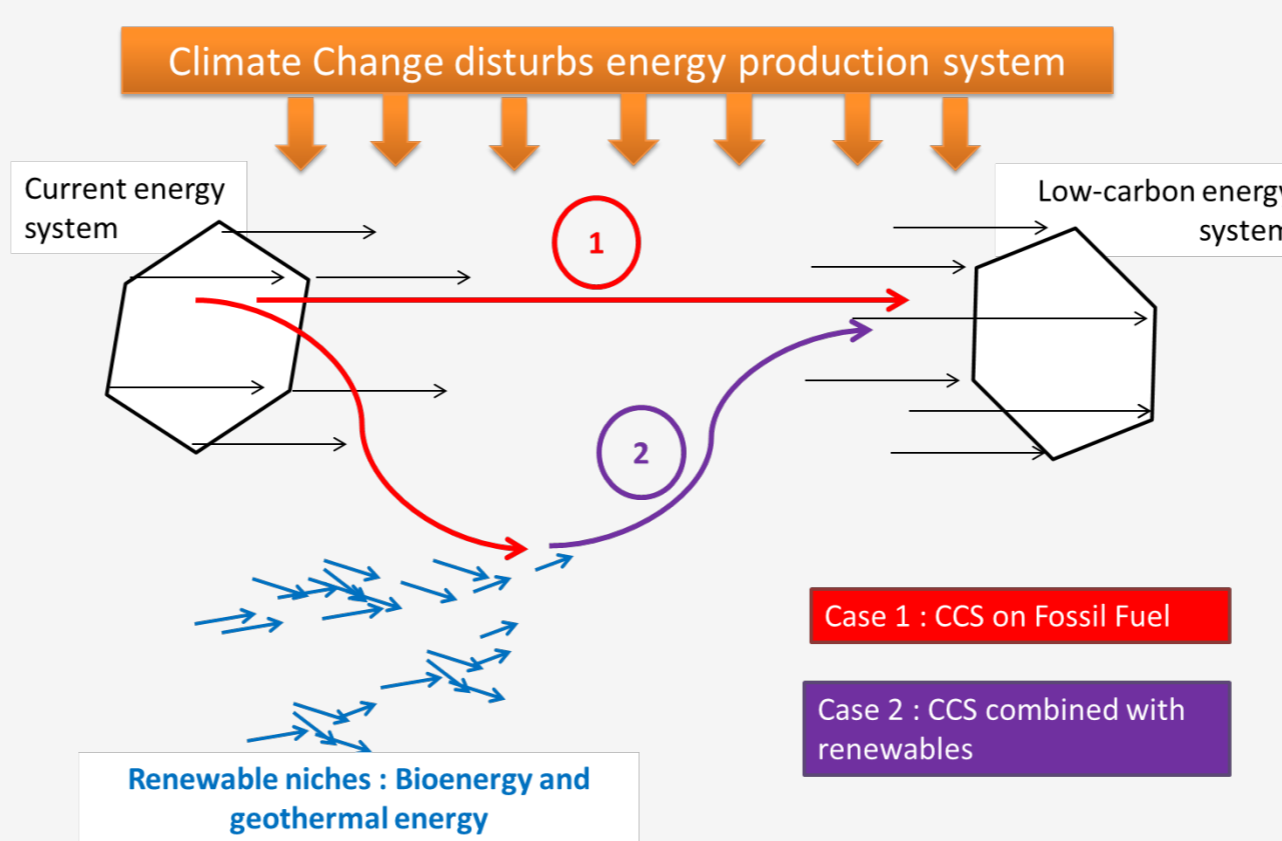 Climate Change disturbs energy production system
Current energy
system
Low-carbon energy
system
1
2
Case 1 : CCS on Fossil Fuel
Case 2 : CCS combined with
renewables
Renewable niches : Bioenergy and
geothermal energy